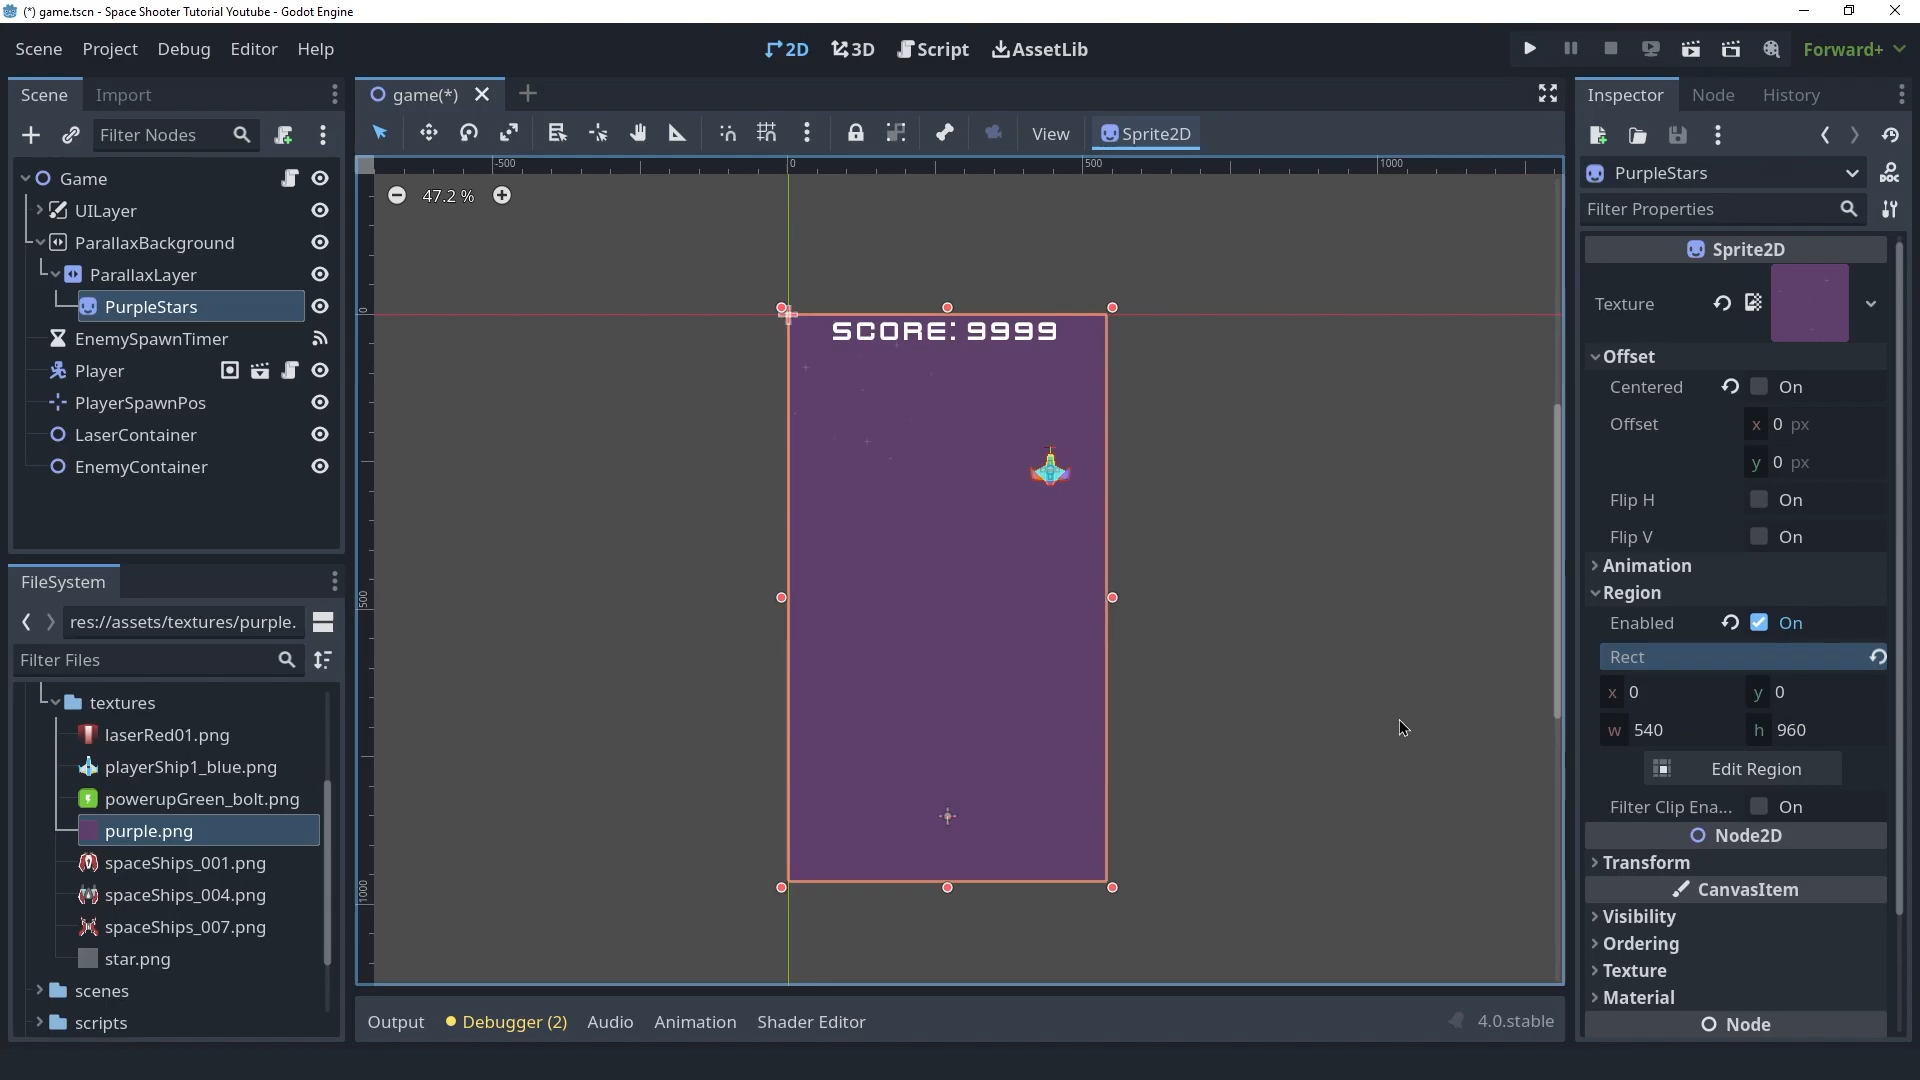 (*) game.tscn - Space Shooter Tutorial Youtube - Godot Engine
Scene Project Debug Editor Help
2D 3D Script AssetLib
Forward+
Scene Import
Filter Nodes
Game
UILayer
ParallaxBackground
ParallaxLayer
PurpleStars
EnemySpawnTimer
Player
PlayerSpawnPos
LaserContainer
EnemyContainer
FileSystem
res://assets/textures/purple.
Filter Files
textures
laserRed01.png
playerShip1_blue.png
powerupGreen_bolt.png
purple.png
spaceShips_001.png
spaceShips_004.png
spaceShips_007.png
star.png
scenes
scripts
game(*)
View Sprite2D
-500 0 500 1000
47.2 %
0
500
1000
SCORE: 9999
Output Debugger (2) Audio Animation Shader Editor 4.0.stable
Inspector Node History
PurpleStars
DOC
Filter Properties
Sprite2D
Texture
Offset
Centered On
Offset x 0 px
y 0 px
Flip H On
Flip V On
Animation
Region
Enabled On
Rect
x 0 y 0
w 540 h 960
Edit Region
Filter Clip Ena... On
Node2D
Transform
CanvasItem
Visibility
Ordering
Texture
Material
Node